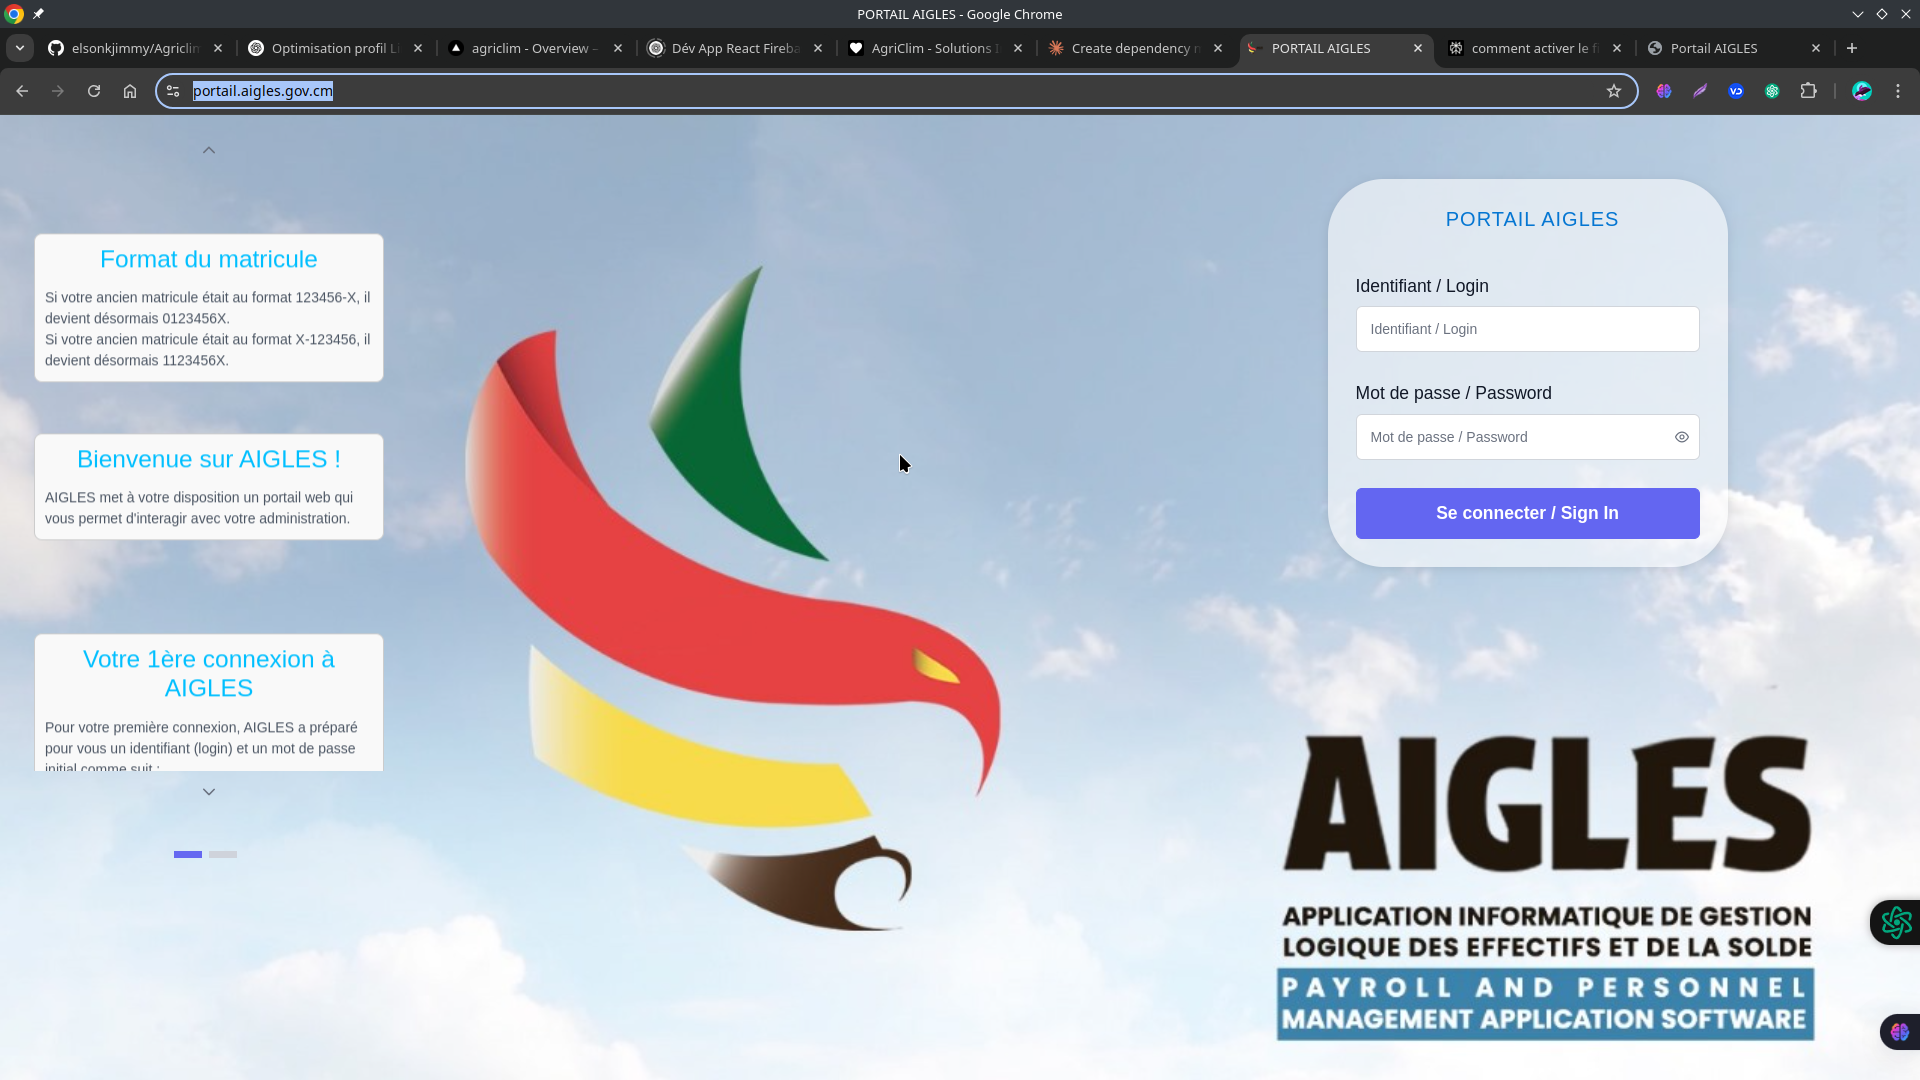 PORTAIL AIGLES - Google Chrome
elsonkjimmy/Agriclim
Optimisation profil Li
agriclim - Overview –
Dév App React Fireba
AgriClim - Solutions I
Create dependency
PORTAIL AIGLES
comment activer le f
Portail AIGLES
portail.aigles.gov.cm
Format du matricule
Si votre ancien matricule était au format 123456-X, il
devient désormais 0123456X.
Si votre ancien matricule était au format X-123456, il
devient désormais 1123456X.
Bienvenue sur AIGLES !
AIGLES met à votre disposition un portail web qui
vous permet d'interagir avec votre administration.
Votre 1ère connexion à
AIGLES
Pour votre première connexion, AIGLES a préparé
pour vous un identifiant (login) et un mot de passe
initial comme suit :
PORTAIL AIGLES
Identifiant / Login
Identifiant / Login
Mot de passe / Password
Mot de passe / Password
Se connecter / Sign In
AIGLES
APPLICATION INFORMATIQUE DE GESTION
LOGIQUE DES EFFECTIFS ET DE LA SOLDE
PAYROLL AND PERSONNEL
MANAGEMENT APPLICATION SOFTWARE